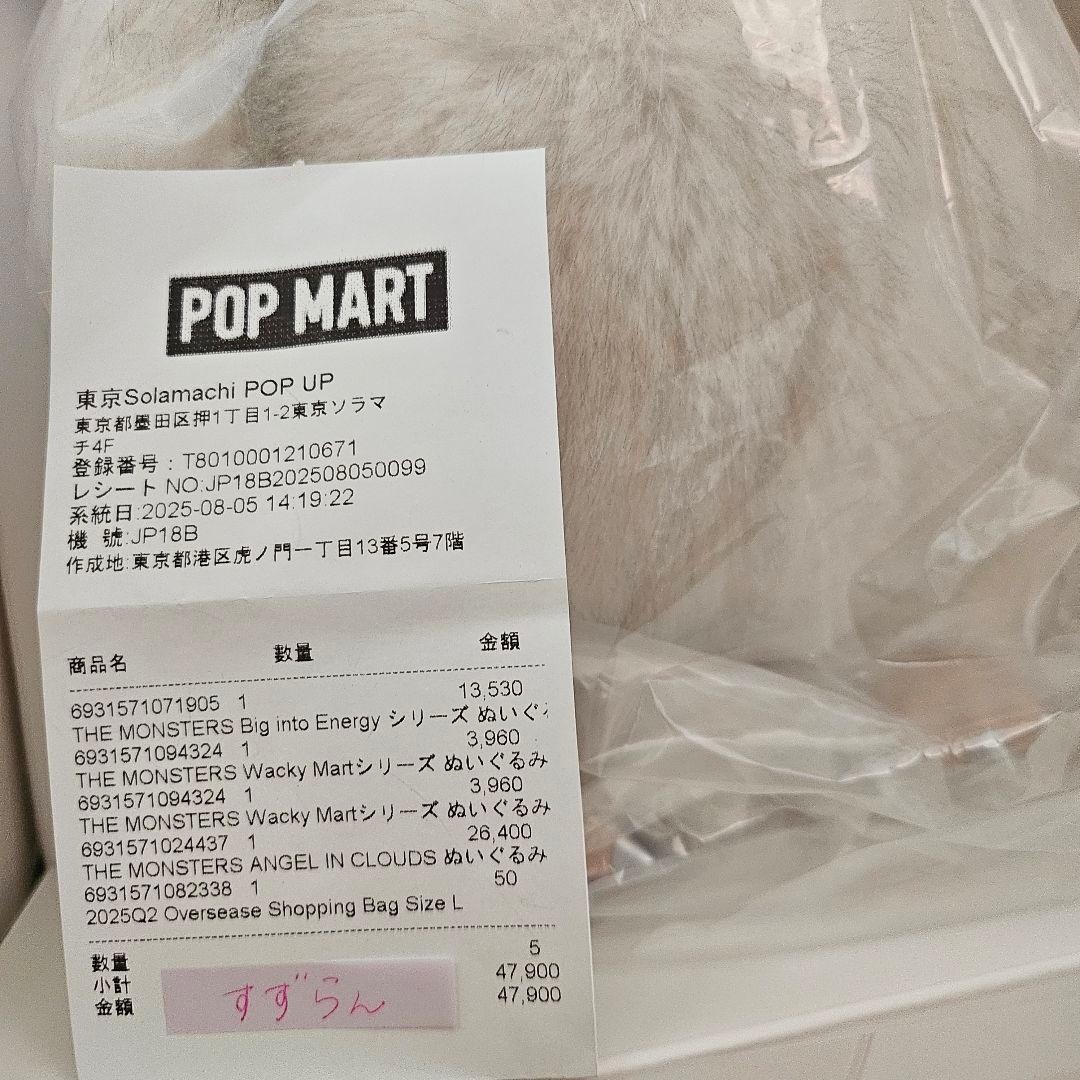 POP MART
東京Solamachi POP UP
東京都墨田区押1丁目1-2東京ソラマ
チ4F
登録番号：T8010001210671
レシート NO:JP18B202508050099
系統日:2025-08-05 14:19:22
機 號:JP18B
作成地:東京都港区虎ノ門一丁目13番5号7階
商品名 数量 金額
6931571071905 1 13,530
THE MONSTERS Big into Energy シリーズ ぬいぐ
6931571094324 1 3,960
THE MONSTERS Wacky Martシリーズ ぬいぐるみ
6931571094324 1 3,960
THE MONSTERS Wacky Martシリーズ ぬいぐるみ
6931571024437 1 26,400
THE MONSTERS ANGEL IN CLOUDS ぬいぐるみ
6931571082338 1 50
2025Q2 Oversease Shopping Bag Size L
数量 5
小計 47,900
金額 47,900
すずらん